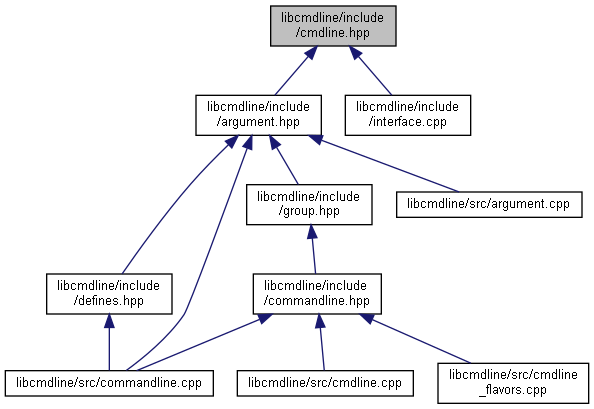 libcmdline/include
/cmdline.hpp
libcmdline/include
/argument.hpp
libcmdline/include
/interface.cpp
libcmdline/include
/group.hpp
libcmdline/src/argument.cpp
libcmdline/include
/defines.hpp
libcmdline/include
/commandline.hpp
libcmdline/src/commandline.cpp
libcmdline/src/cmdline.cpp
libcmdline/src/cmdline
_flavors.cpp